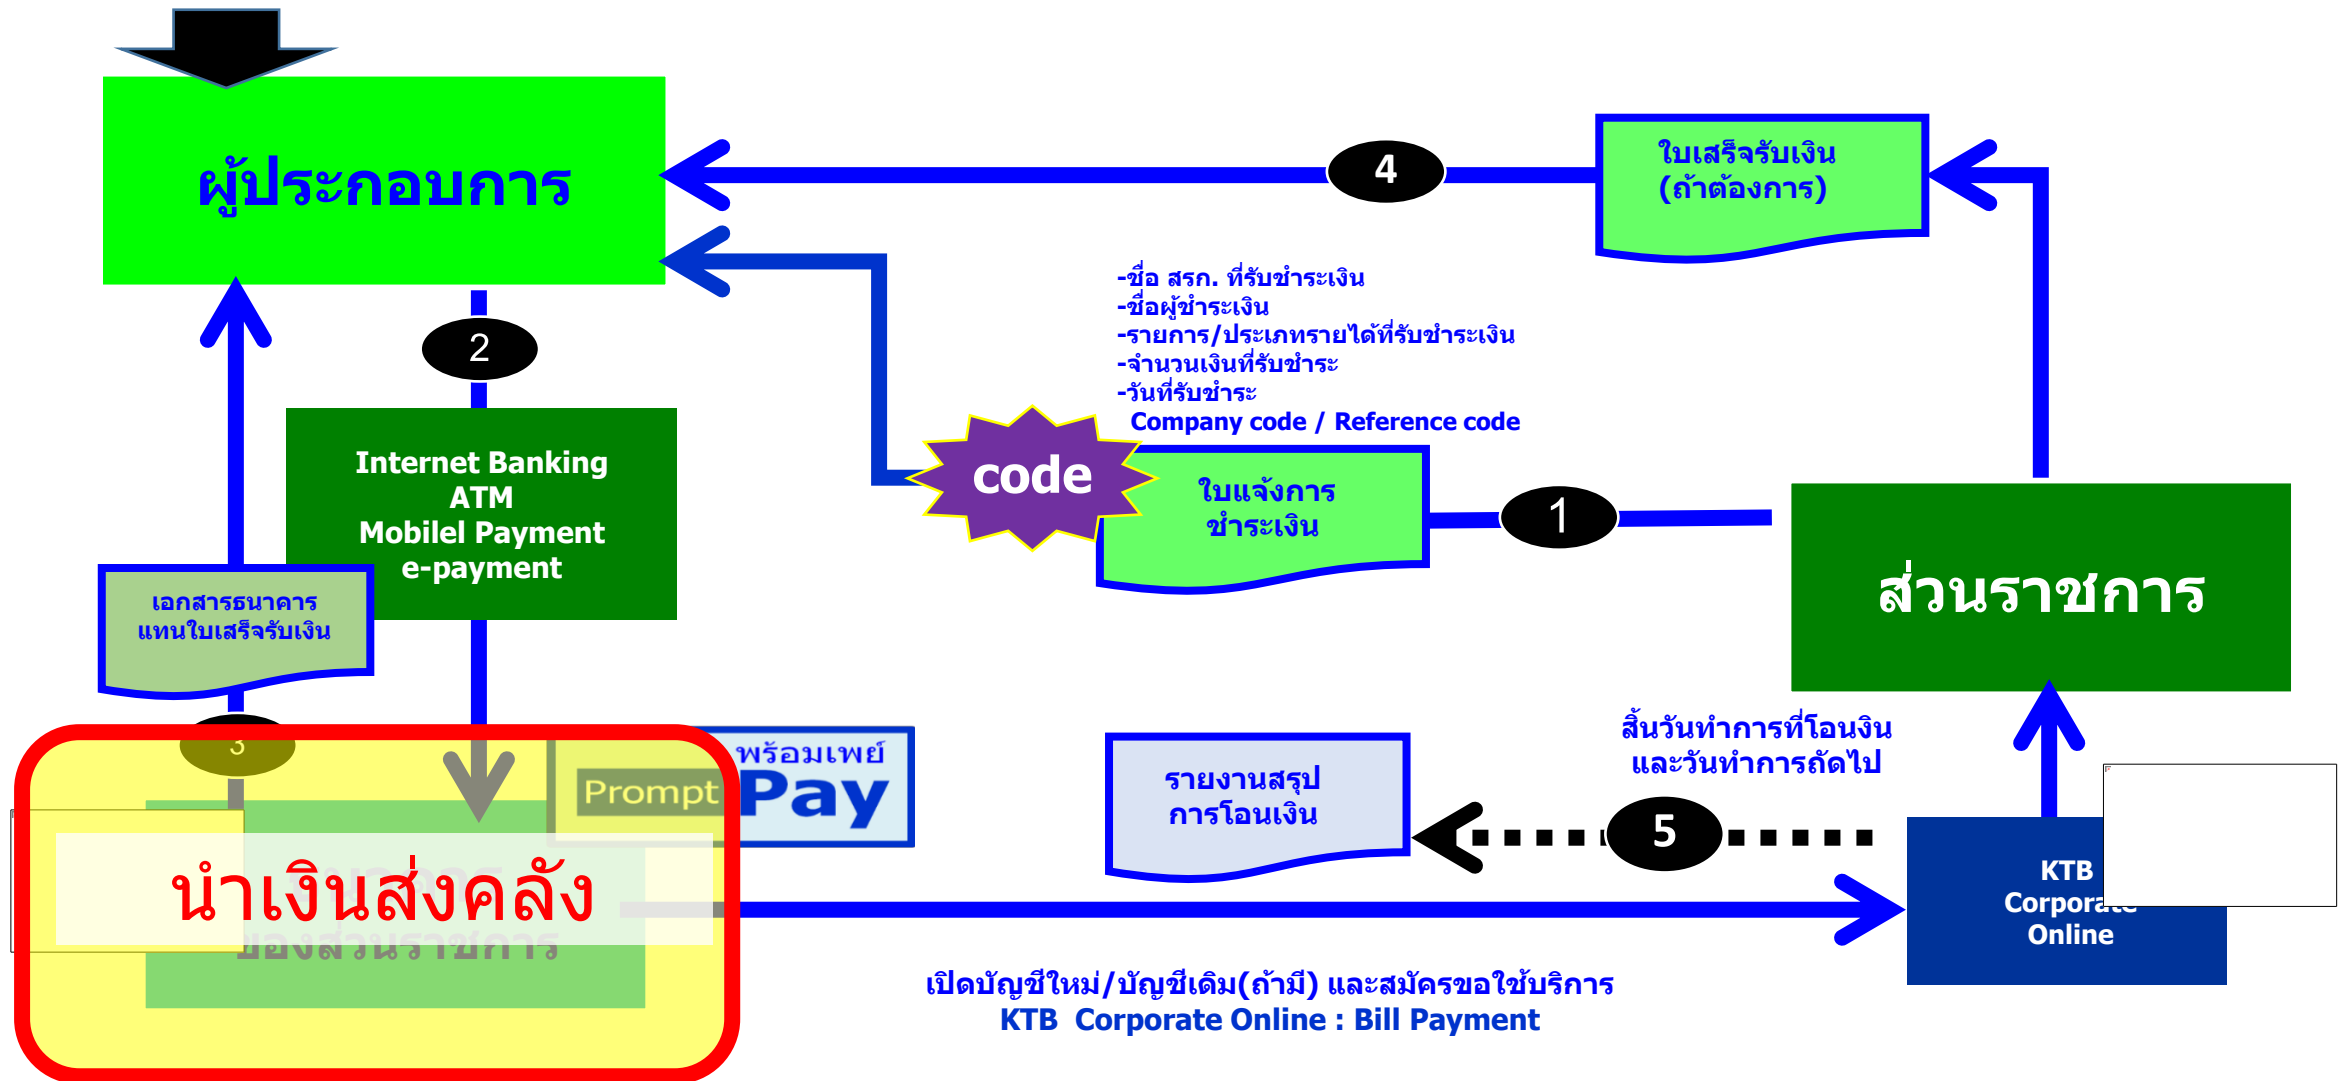 ผู้ประกอบการ
4
ใบเสร็จรับเงิน
(ถ้าต้องการ)
-ชื่อ สรก. ที่รับชำระเงิน
-ชื่อผู้ชำระเงิน
-รายการ/ประเภทรายได้ที่รับชำระเงิน
-จำนวนเงินที่รับชำระ
-วันที่รับชำระ
Company code / Reference code
2
Internet Banking
ATM
Mobilel Payment
e-payment
code
ใบแจ้งการ
ชำระเงิน
1
ส่วนราชการ
เอกสารธนาคาร
แทนใบเสร็จรับเงิน
3
พร้อมเพย์
Prompt Pay
รายงานสรุป
การโอนเงิน
สิ้นวันทำการที่โอนงิน
และวันทำการถัดไป
5
นำเงินส่งคลัง
ของส่วนราชการ
KTB
Corporate
Online
เปิดบัญชีใหม่/บัญชีเดิม(ถ้ามี) และสมัครขอใช้บริการ
KTB Corporate Online : Bill Payment